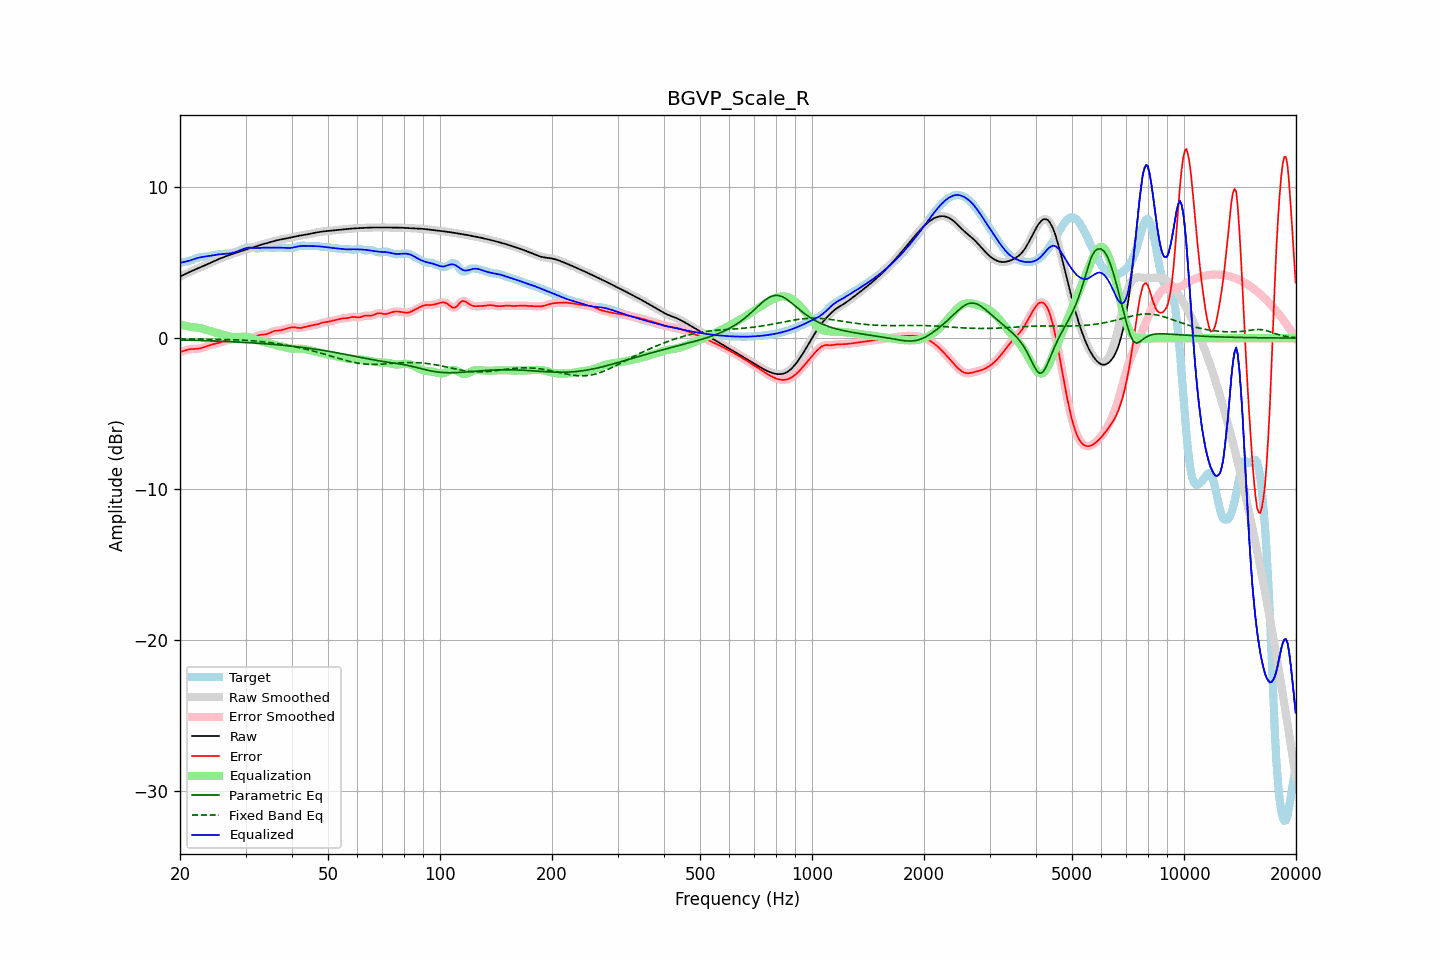 BGVP_Scale_R
Amplitude (dBr)
10
0
−10
−20
−30
Target
Raw Smoothed
Error Smoothed
Raw
Error
Equalization
Parametric Eq
Fixed Band Eq
Equalized
20 50 100 200 500 1000 2000 5000 10000 20000
Frequency (Hz)